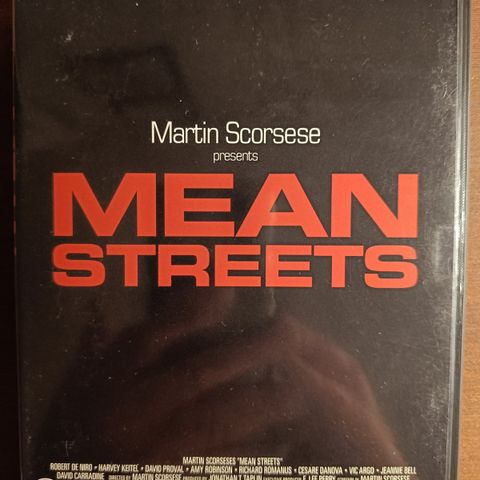 Martin Scorsese
presents
MEAN
STREETS
MARTIN SCORSESES "MEAN STREETS"
ROBERT DE NIRO • HARVEY KEITEL • DAVID PROVAL • AMY ROBINSON • RICHARD ROMANUS • CESARE DANOVA • VIC ARGO • JEANNIE BELL
DAVID CARRADINE DIRECTED BY MARTIN SCORSESE PRODUCED BY JONATHAN T. TAPLIN EXECUTIVE PRODUCER E. LEE PERRY SCREENPLAY BY MARTIN SCORSESE